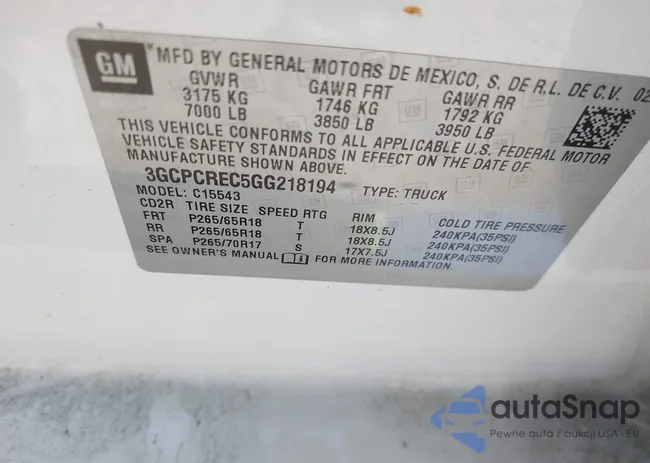 GM
MFD BY GENERAL MOTORS DE MEXICO, S. DE R.L. DE C.V. 02
GVWR GAWR FRT GAWR RR
3175 KG 1746 KG 1792 KG
7000 LB 3850 LB 3950 LB
THIS VEHICLE CONFORMS TO ALL APPLICABLE U.S. FEDERAL MOTOR
VEHICLE SAFETY STANDARDS IN EFFECT ON THE DATE OF
MANUFACTURE SHOWN ABOVE.
3GCPCREC5GG218194 TYPE: TRUCK
MODEL: C15543
CD2R TIRE SIZE SPEED RTG RIM COLD TIRE PRESSURE
FRT P265/65R18 T 18X8.5J 240KPA(35PSI)
RR P265/65R18 T 18X8.5J 240KPA(35PSI)
SPA P265/70R17 S 17X7.5J 240KPA(35PSI)
SEE OWNER'S MANUAL FOR MORE INFORMATION.
autaSnap
Pewne auta z aukcji USA · EU